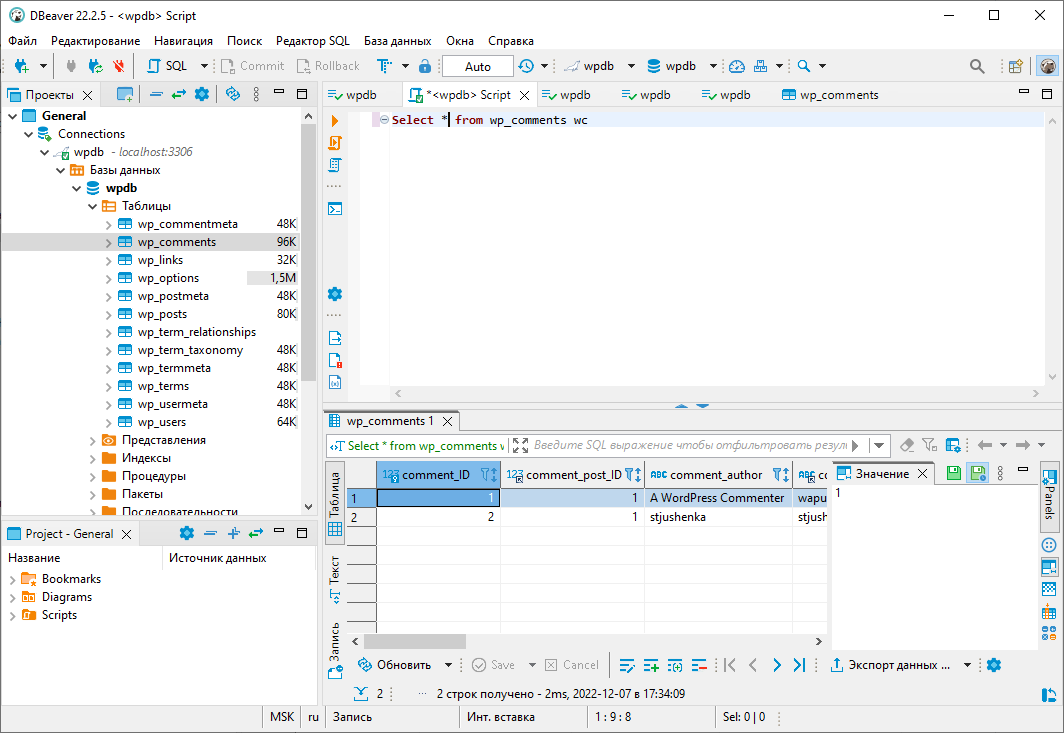 DBeaver 22.2.5 - <wpdb> Script
Файл Редактирование Навигация Поиск Редактор SQL База данных Окна Справка
SQL Commit Rollback Auto wpdb wpdb
Проекты
wpdb *<wpdb> Script wpdb wpdb wpdb wp_comments
General
Connections
wpdb - localhost:3306
Базы данных
wpdb
Таблицы
wp_commentmeta 48K
wp_comments 96K
wp_links 32K
wp_options 1,5M
wp_postmeta 48K
wp_posts 80K
wp_term_relationships
wp_term_taxonomy 48K
wp_termmeta 48K
wp_terms 48K
wp_usermeta 48K
wp_users 64K
Представления
Индексы
Процедуры
Пакеты
Последовательности
Select * from wp_comments wc
Project - General
Название Источник данных
Bookmarks
Diagrams
Scripts
wp_comments 1
Select * from wp_comments w
Введите SQL выражение чтобы отфильтровать резул
Таблица
Текст
Запись
comment_ID comment_post_ID comment_author co
1 1 1 A WordPress Commenter wapu
2 2 1 stjushenka stjush
Значение
1
Panels
Обновить Save Cancel Экспорт данных ...
2 ... 2 строк получено - 2ms, 2022-12-07 в 17:34:09
MSK ru Запись Инт. вставка 1 : 9 : 8 Sel: 0 | 0